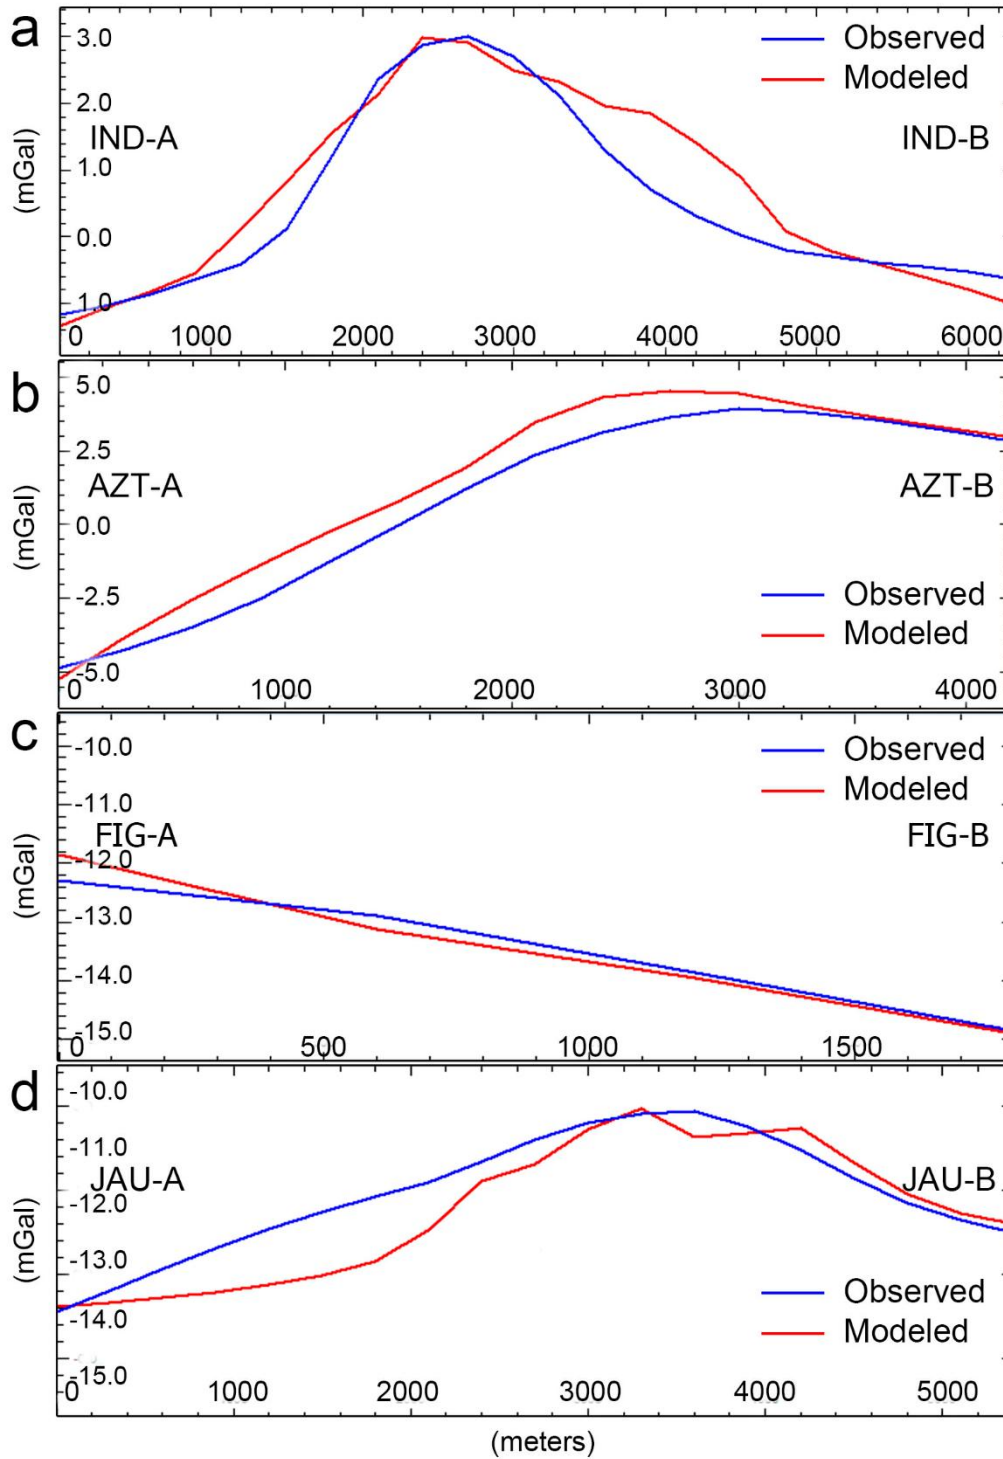 a
3.0
Observed
Modeled
2.0
IND-A
IND-B
1.0
(mGal)
0.0
1.0
0 1000 2000 3000 4000 5000 6000
b
5.0
2.5
AZT-A
AZT-B
(mGal)
0.0
-2.5
Observed
Modeled
-5.0
0 1000 2000 3000 4000
c
-10.0
Observed
Modeled
-11.0
FIG-A
FIG-B
-12.0
(mGal)
-13.0
-14.0
-15.0
0 500 1000 1500
d
-10.0
-11.0
JAU-A
JAU-B
-12.0
(mGal)
-13.0
Observed
-14.0
Modeled
-15.0
0 1000 2000 3000 4000 5000
(meters)